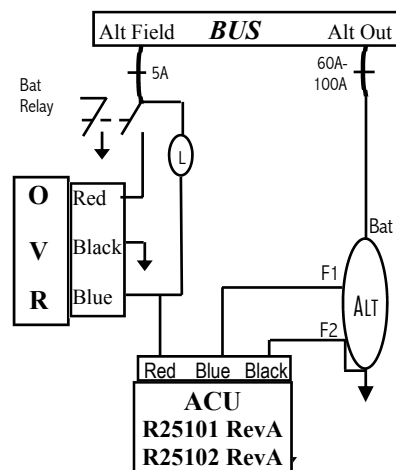 BUS
Alt Field
Alt Out
5A
60A-
100A
Bat
Relay
L
O
V
R
Red
Black
Blue
Bat
F1
F2
ALT
Red Blue Black
ACU
R25101 RevA
R25102 RevA